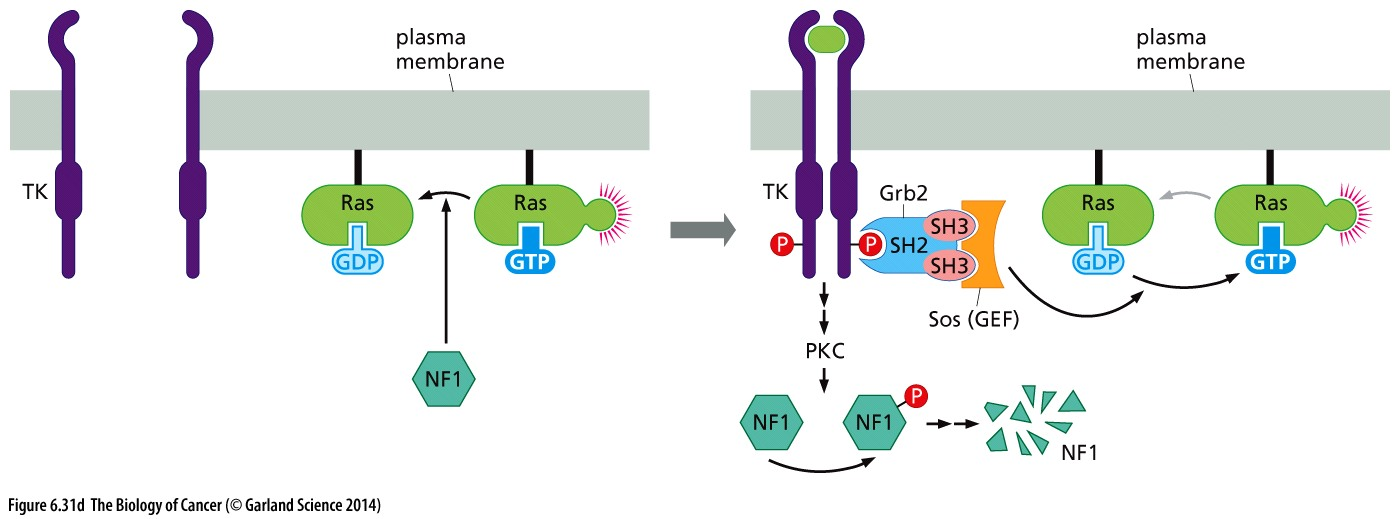 plasma
membrane
TK
Ras
GDP
Ras
GTP
NF1
plasma
membrane
TK
P
P
Grb2
SH2
SH3
SH3
Sos (GEF)
Ras
GDP
Ras
GTP
PKC
NF1
NF1
P
NF1
Figure 6.31d The Biology of Cancer (© Garland Science 2014)